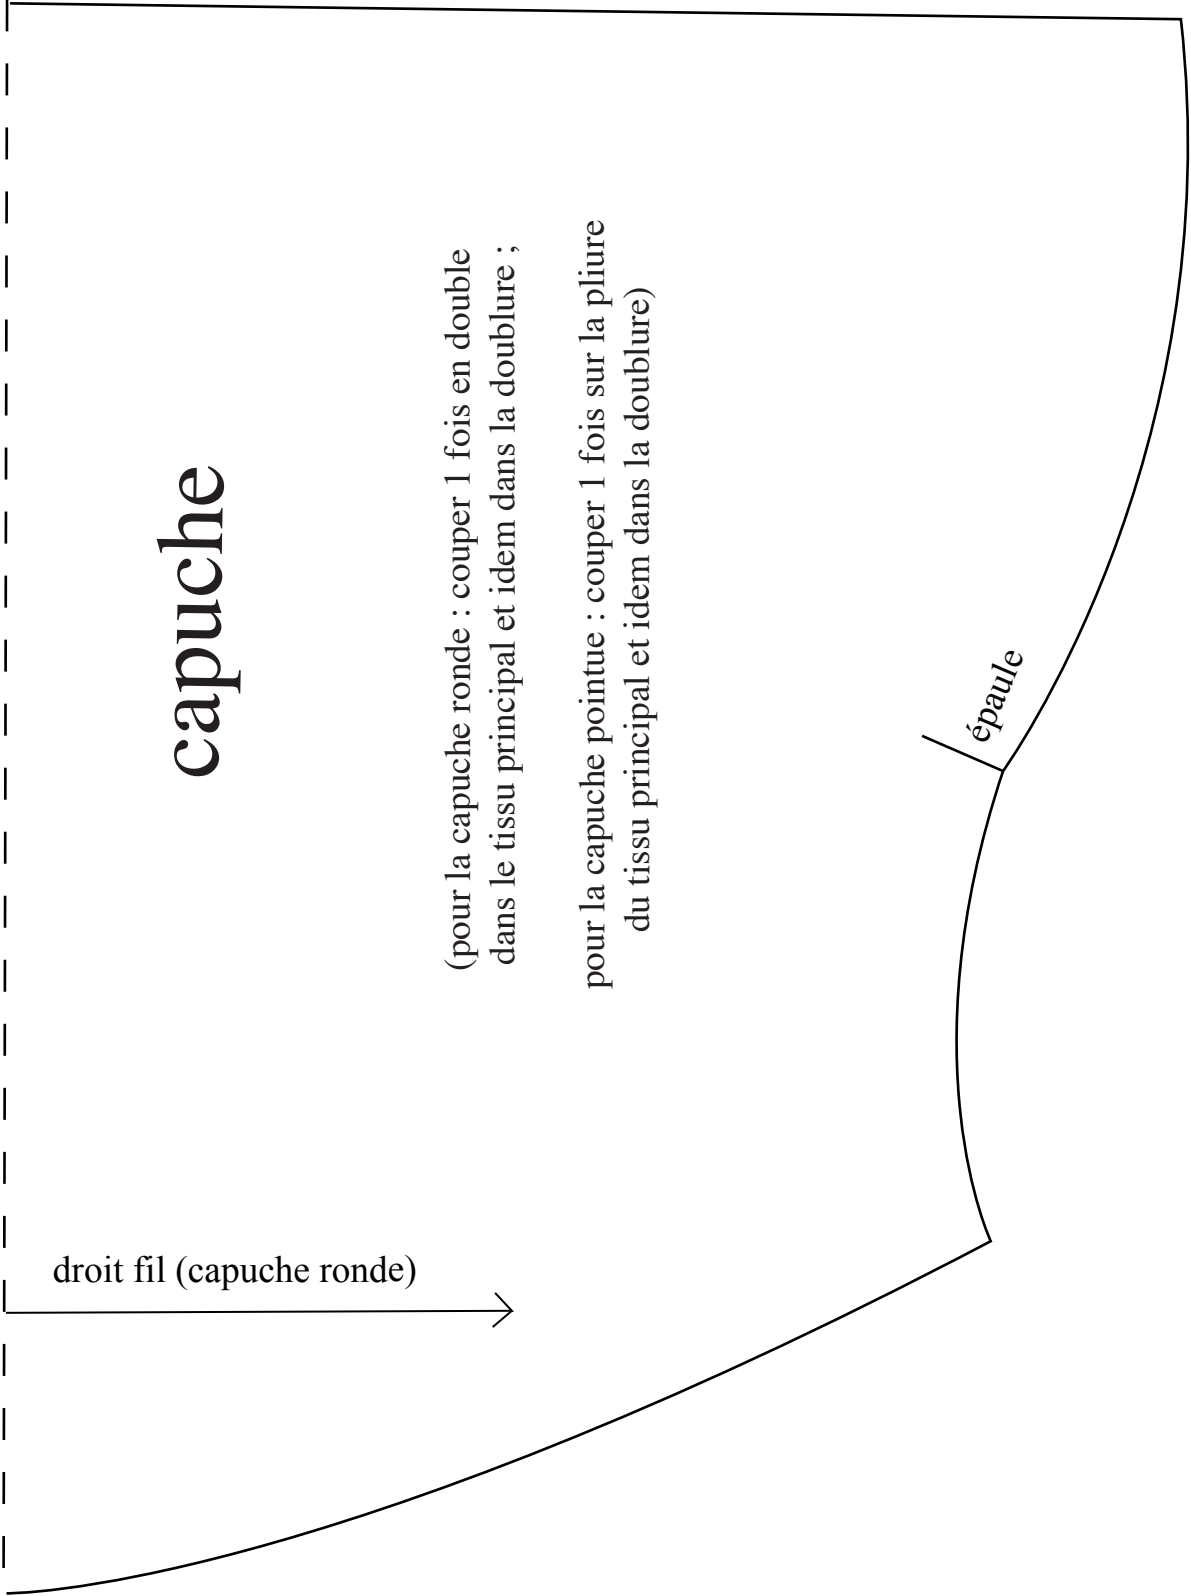 capuche
(pour la capuche ronde : couper 1 fois en double
dans le tissu principal et idem dans la doublure ;
pour la capuche pointue : couper 1 fois sur la pliure
du tissu principal et idem dans la doublure)
épaule
droit fil (capuche ronde)